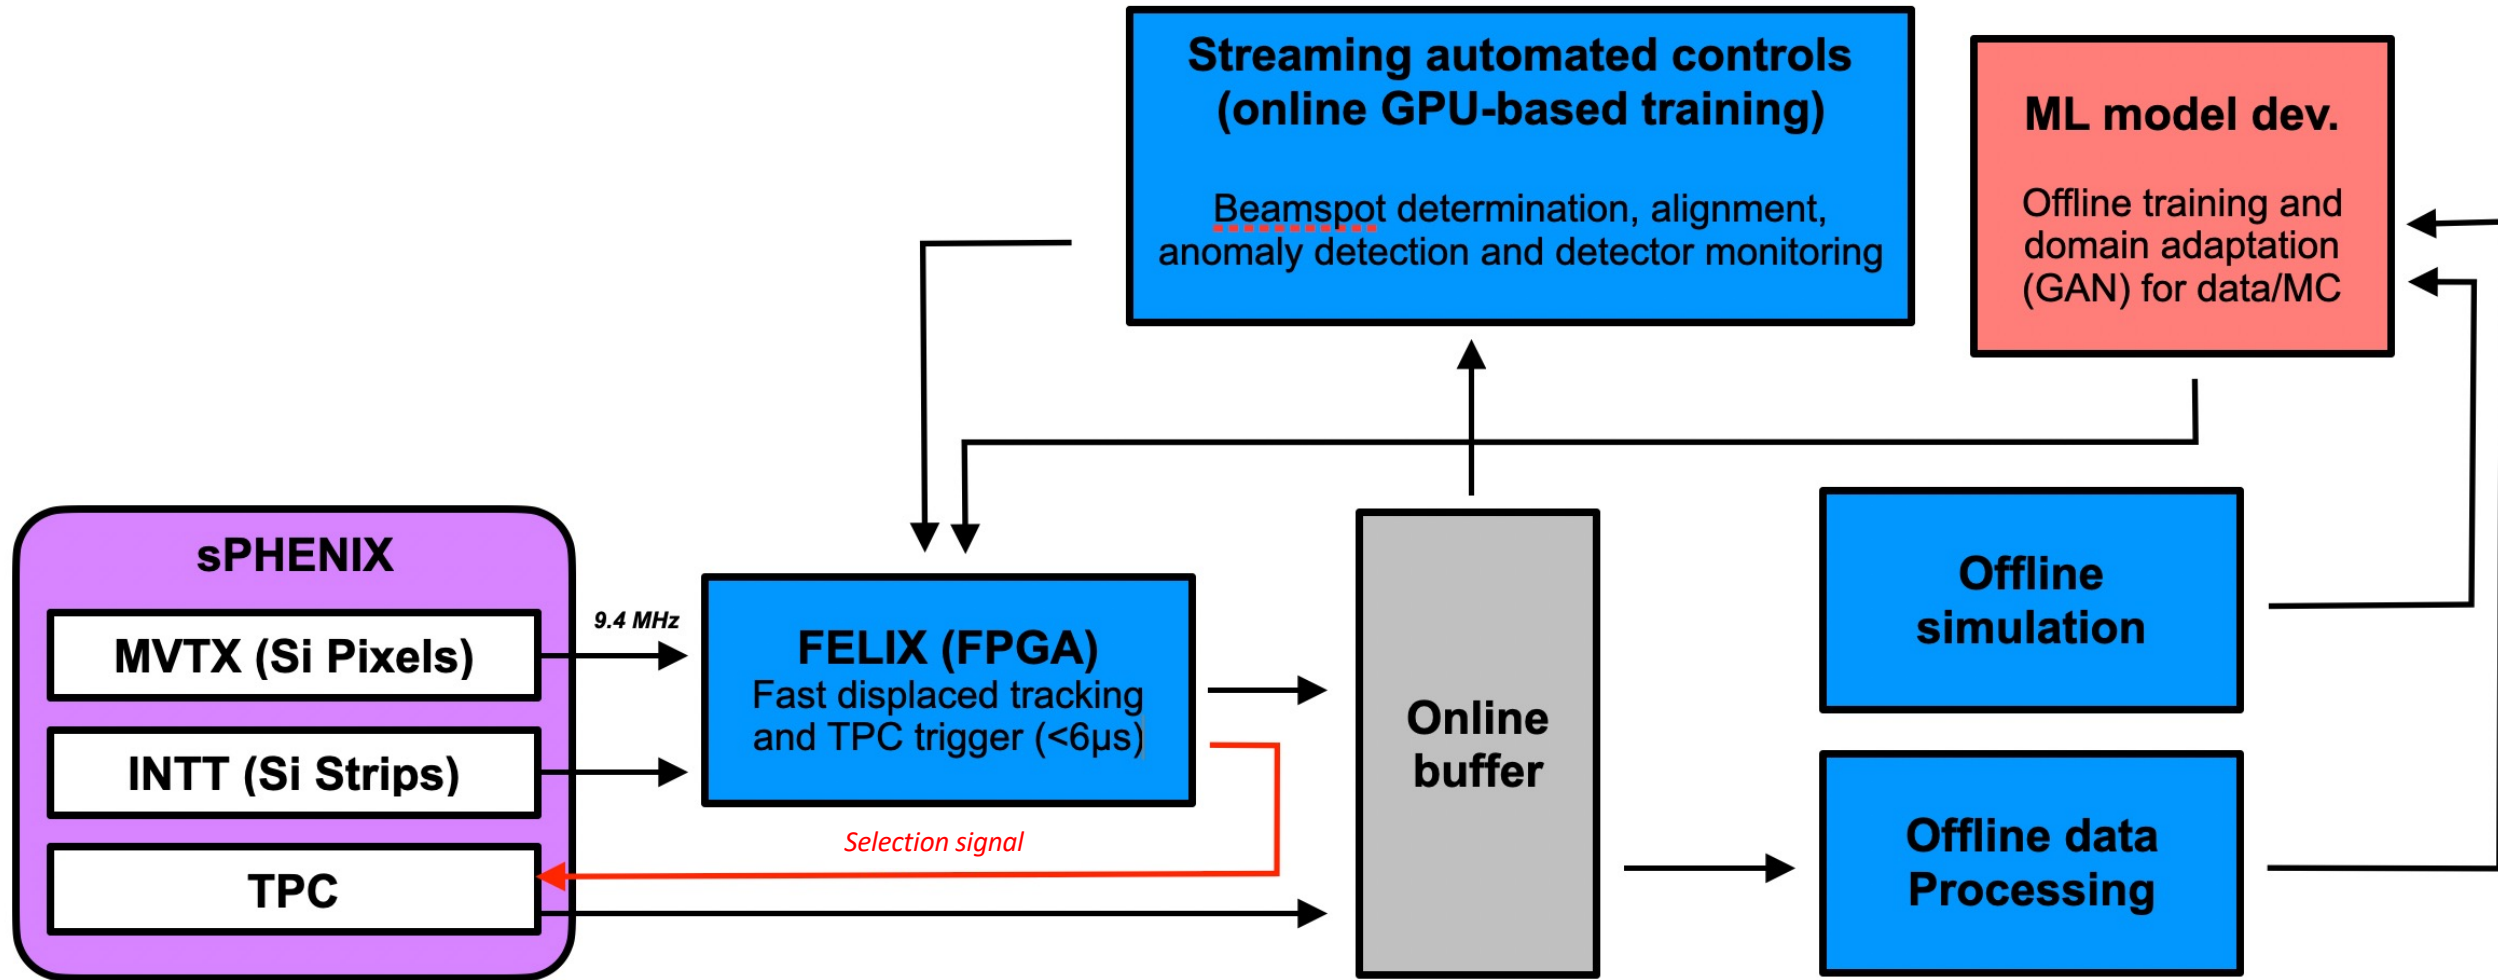 Streaming automated controls
(online GPU-based training)
Beamspot determination, alignment,
anomaly detection and detector monitoring
ML model dev.
Offline training and
domain adaptation
(GAN) for data/MC
sPHENIX
MVTX (Si Pixels)
INTT (Si Strips)
TPC
9.4 MHz
FELIX (FPGA)
Fast displaced tracking
and TPC trigger (<6μs)
Selection signal
Online
buffer
Offline
simulation
Offline data
Processing